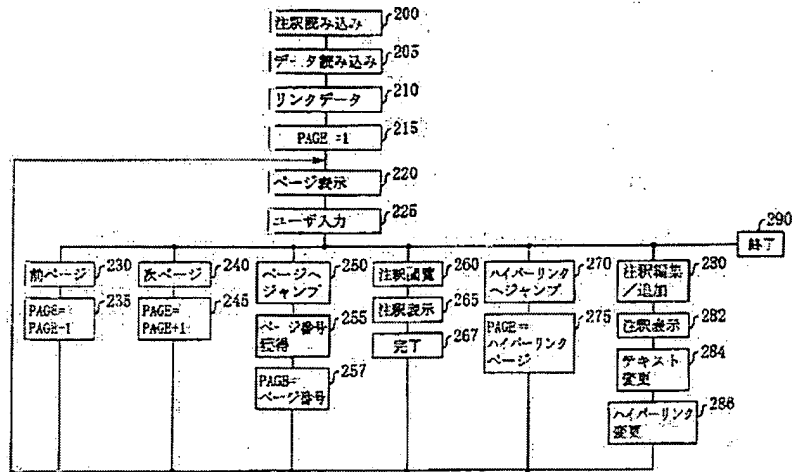 注釈読み込み 200
データ読み込み 205
リンクデータ 210
PAGE =1 215
ページ表示 220
ユーザ入力 225
終了 290
前ページ 230
PAGE=
PAGE-1 235
次ページ 240
PAGE=
PAGE+1 245
ページへ
ジャンプ 250
ページ番号
獲得 255
PAGE=
ページ番号 257
注釈閲覧 260
注釈表示 265
完了 267
ハイパーリンク
へジャンプ 270
PAGE=
ハイパーリンク
ページ 275
注釈編集
/追加 280
注釈表示 282
テキスト
変更 284
ハイパーリンク
変更 286